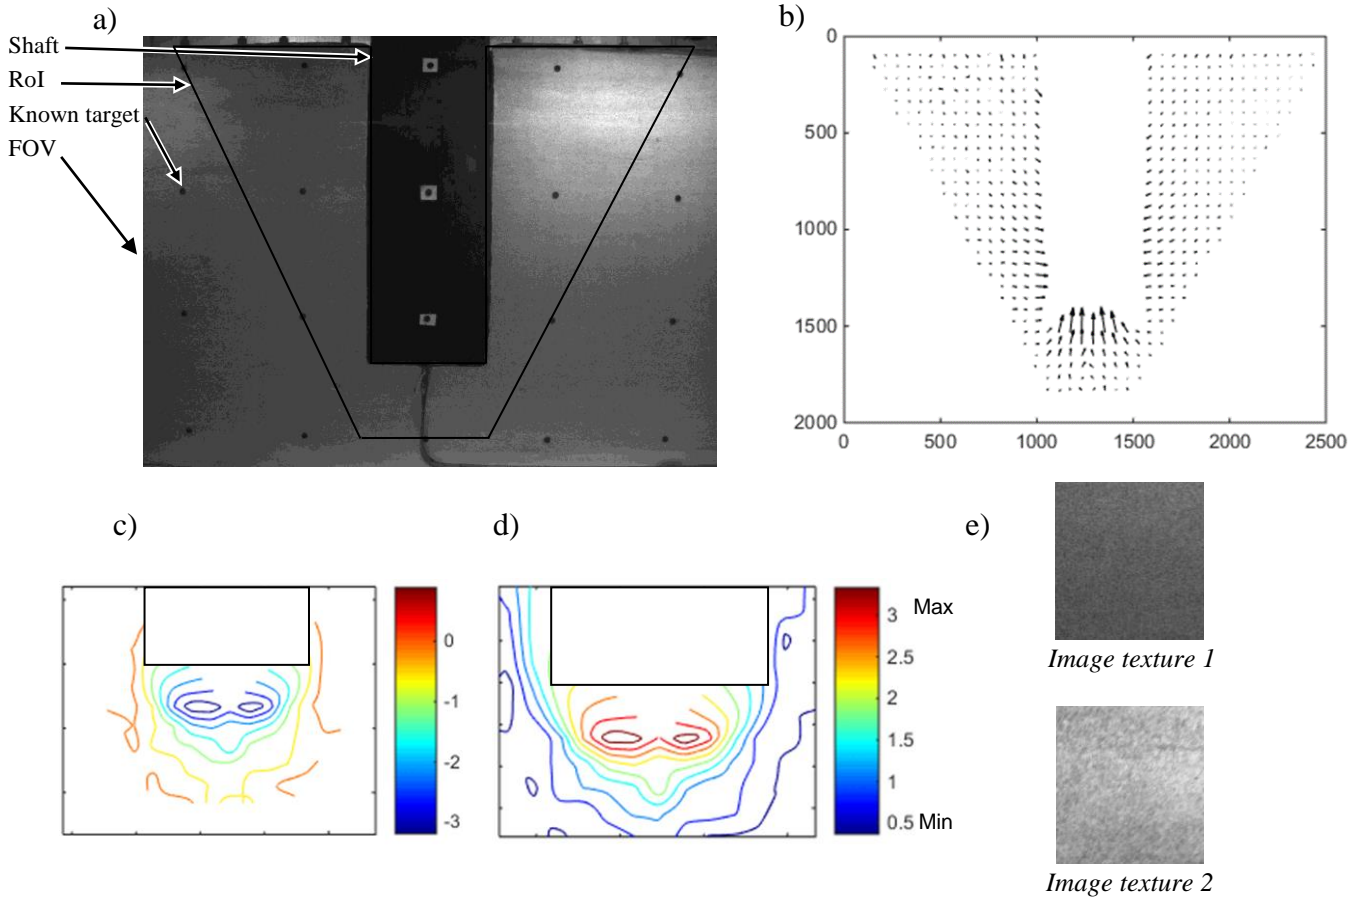 a)
Shaft
RoI
Known target
FOV
b)
0
500
1000
1500
2000
0 500 1000 1500 2000 2500
c)
0
-1
-2
-3
d)
3
2.5
2
1.5
1
0.5
Max
Min
e)
Image texture 1
Image texture 2